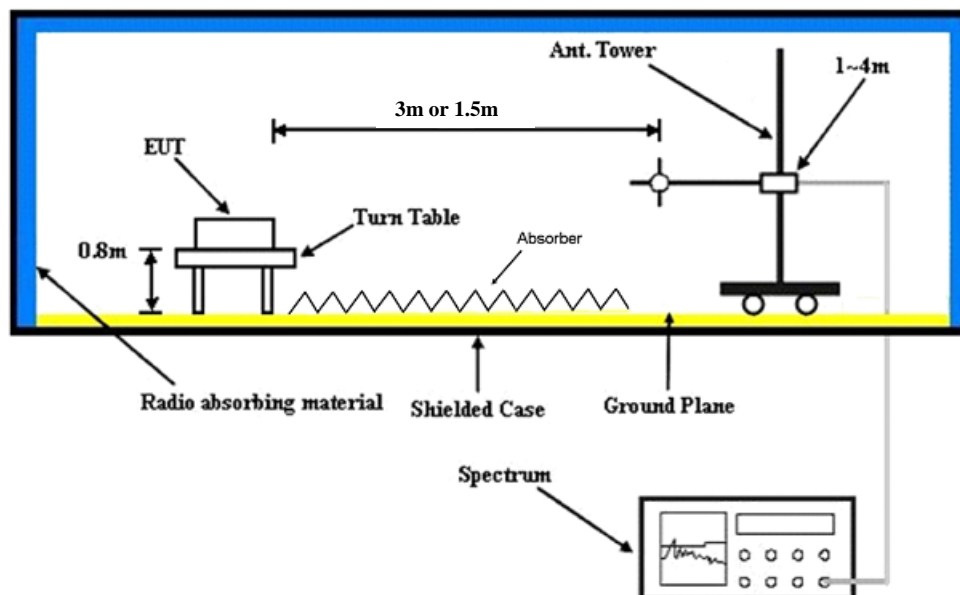 Ant. Tower
1~4m
3m or 1.5m
EUT
Turn Table
0.8m
Absorber
Radio absorbing material
Shielded Case
Ground Plane
Spectrum